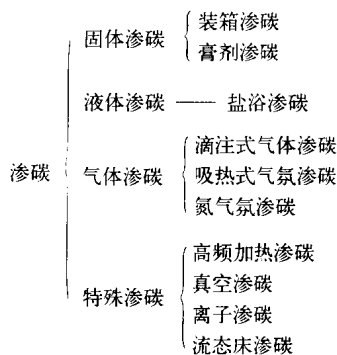 固体渗碳
装箱渗碳
膏剂渗碳
液体渗碳 —— 盐浴渗碳
渗碳
气体渗碳
滴注式气体渗碳
吸热式气氛渗碳
氮气氛渗碳
特殊渗碳
高频加热渗碳
真空渗碳
离子渗碳
流态床渗碳